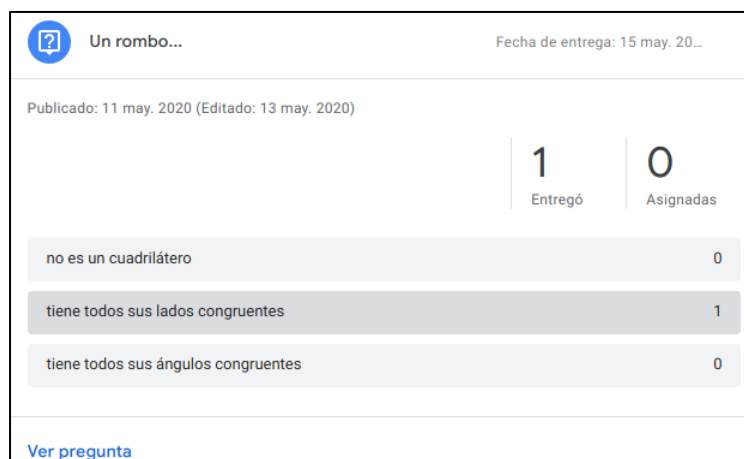 Un rombo...
Fecha de entrega: 15 may. 20...
Publicado: 11 may. 2020 (Editado: 13 may. 2020)
1
0
Entregó
Asignadas
no es un cuadrilátero
0
tiene todos sus lados congruentes
1
tiene todos sus ángulos congruentes
0
Ver pregunta